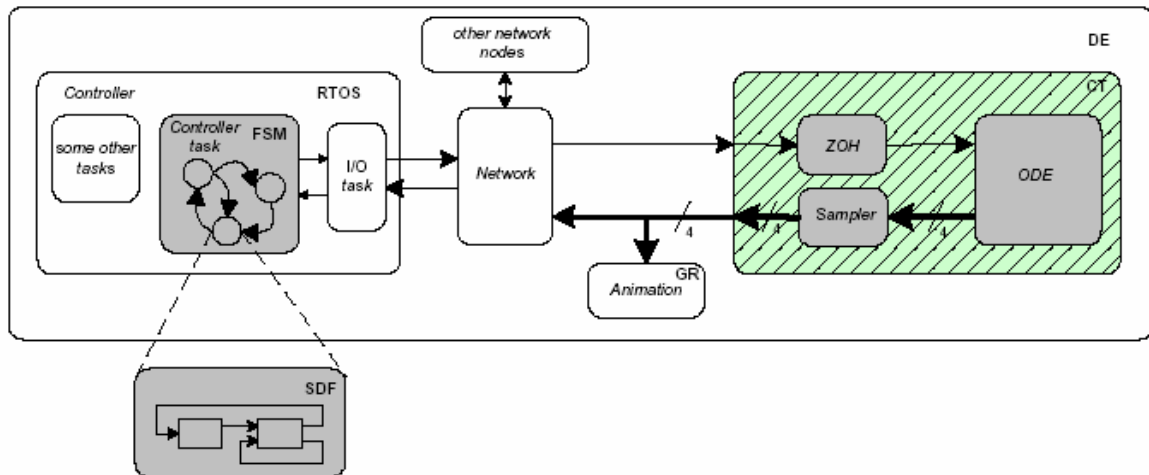 other network
nodes
DE
Controller
RTOS
CT
Controller
task
FSM
some other
tasks
I/O
task
Network
ZOH
ODE
Sampler
4
4
4
GR
Animation
SDF